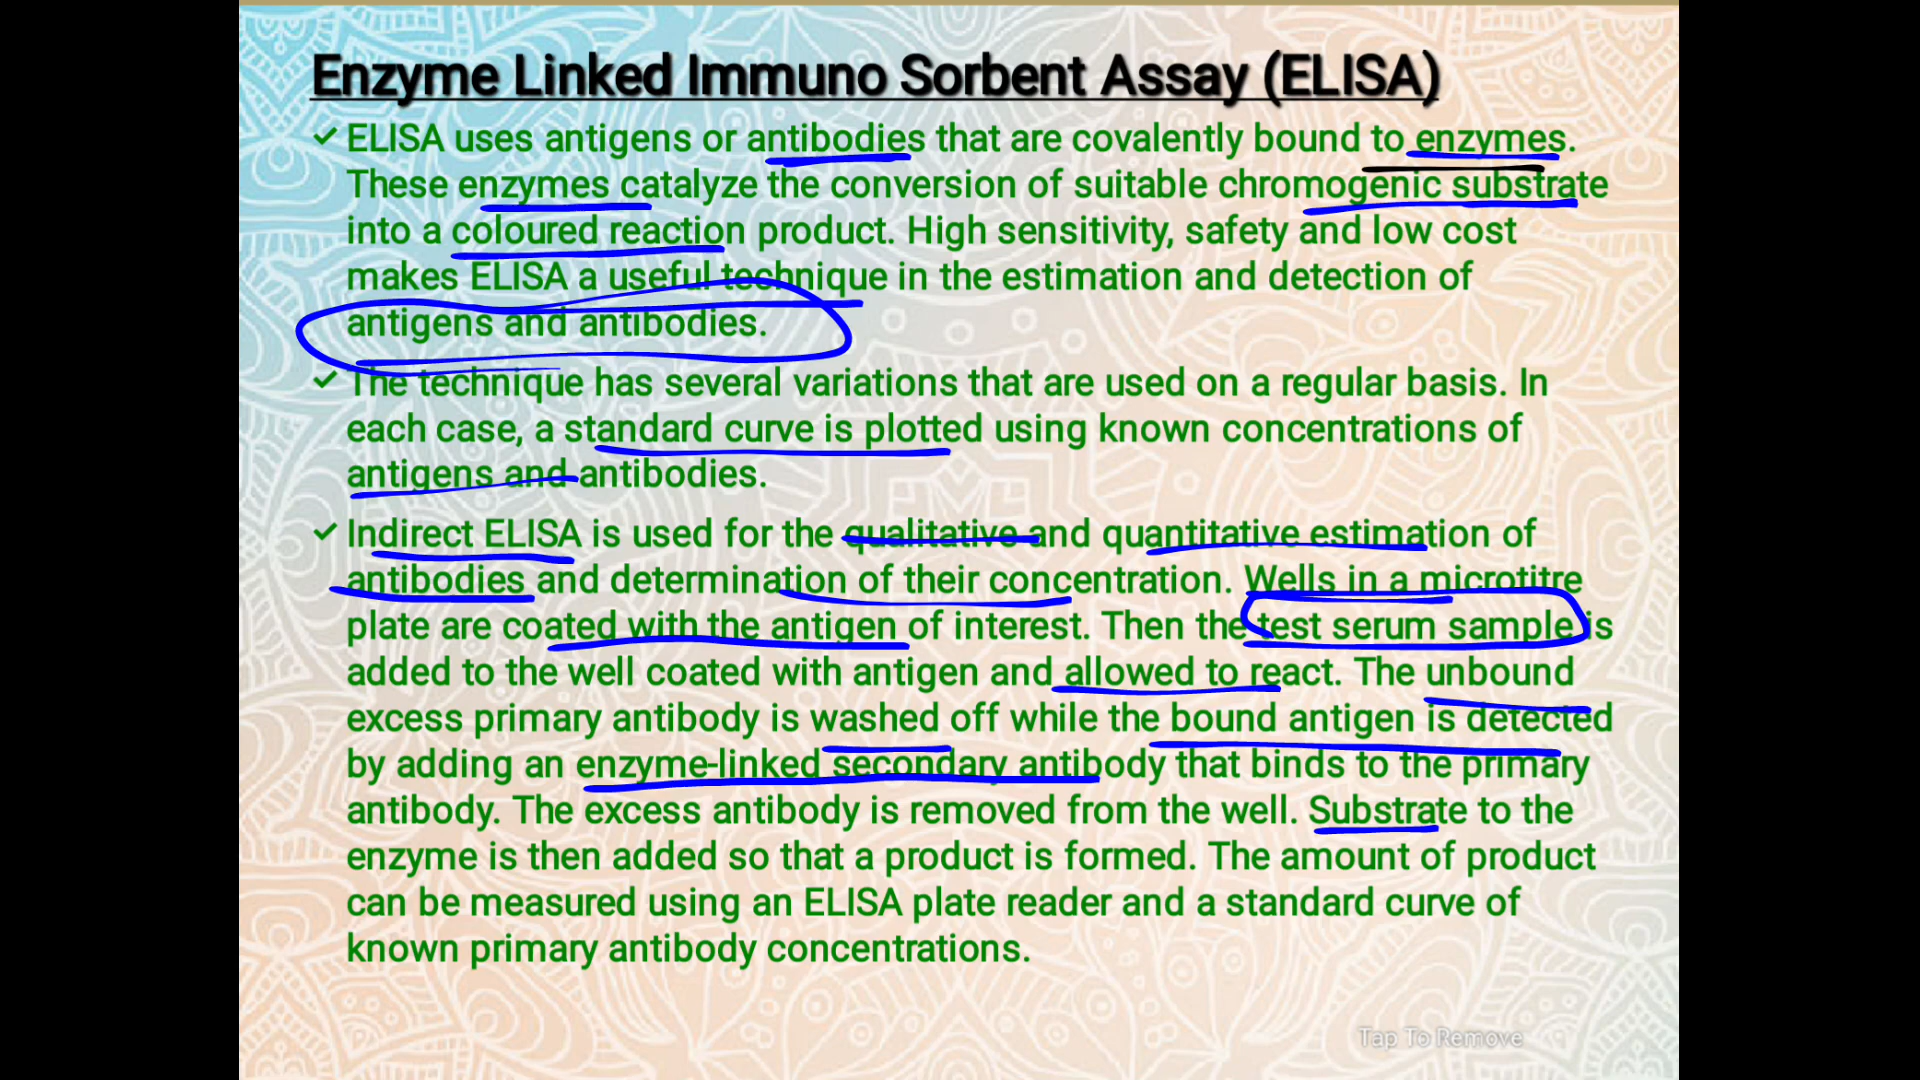 Enzyme Linked Immuno Sorbent Assay (ELISA)
ELISA uses antigens or antibodies that are covalently bound to enzymes.
These enzymes catalyze the conversion of suitable chromogenic substrate
into a coloured reaction product. High sensitivity, safety and low cost
makes ELISA a useful technique in the estimation and detection of
antigens and antibodies.
The technique has several variations that are used on a regular basis. In
each case, a standard curve is plotted using known concentrations of
antigens and antibodies.
Indirect ELISA is used for the qualitative and quantitative estimation of
antibodies and determination of their concentration. Wells in a microtitre
plate are coated with the antigen of interest. Then the test serum sample is
added to the well coated with antigen and allowed to react. The unbound
excess primary antibody is washed off while the bound antigen is detected
by adding an enzyme-linked secondary antibody that binds to the primary
antibody. The excess antibody is removed from the well. Substrate to the
enzyme is then added so that a product is formed. The amount of product
can be measured using an ELISA plate reader and a standard curve of
known primary antibody concentrations.
Tap To Remove